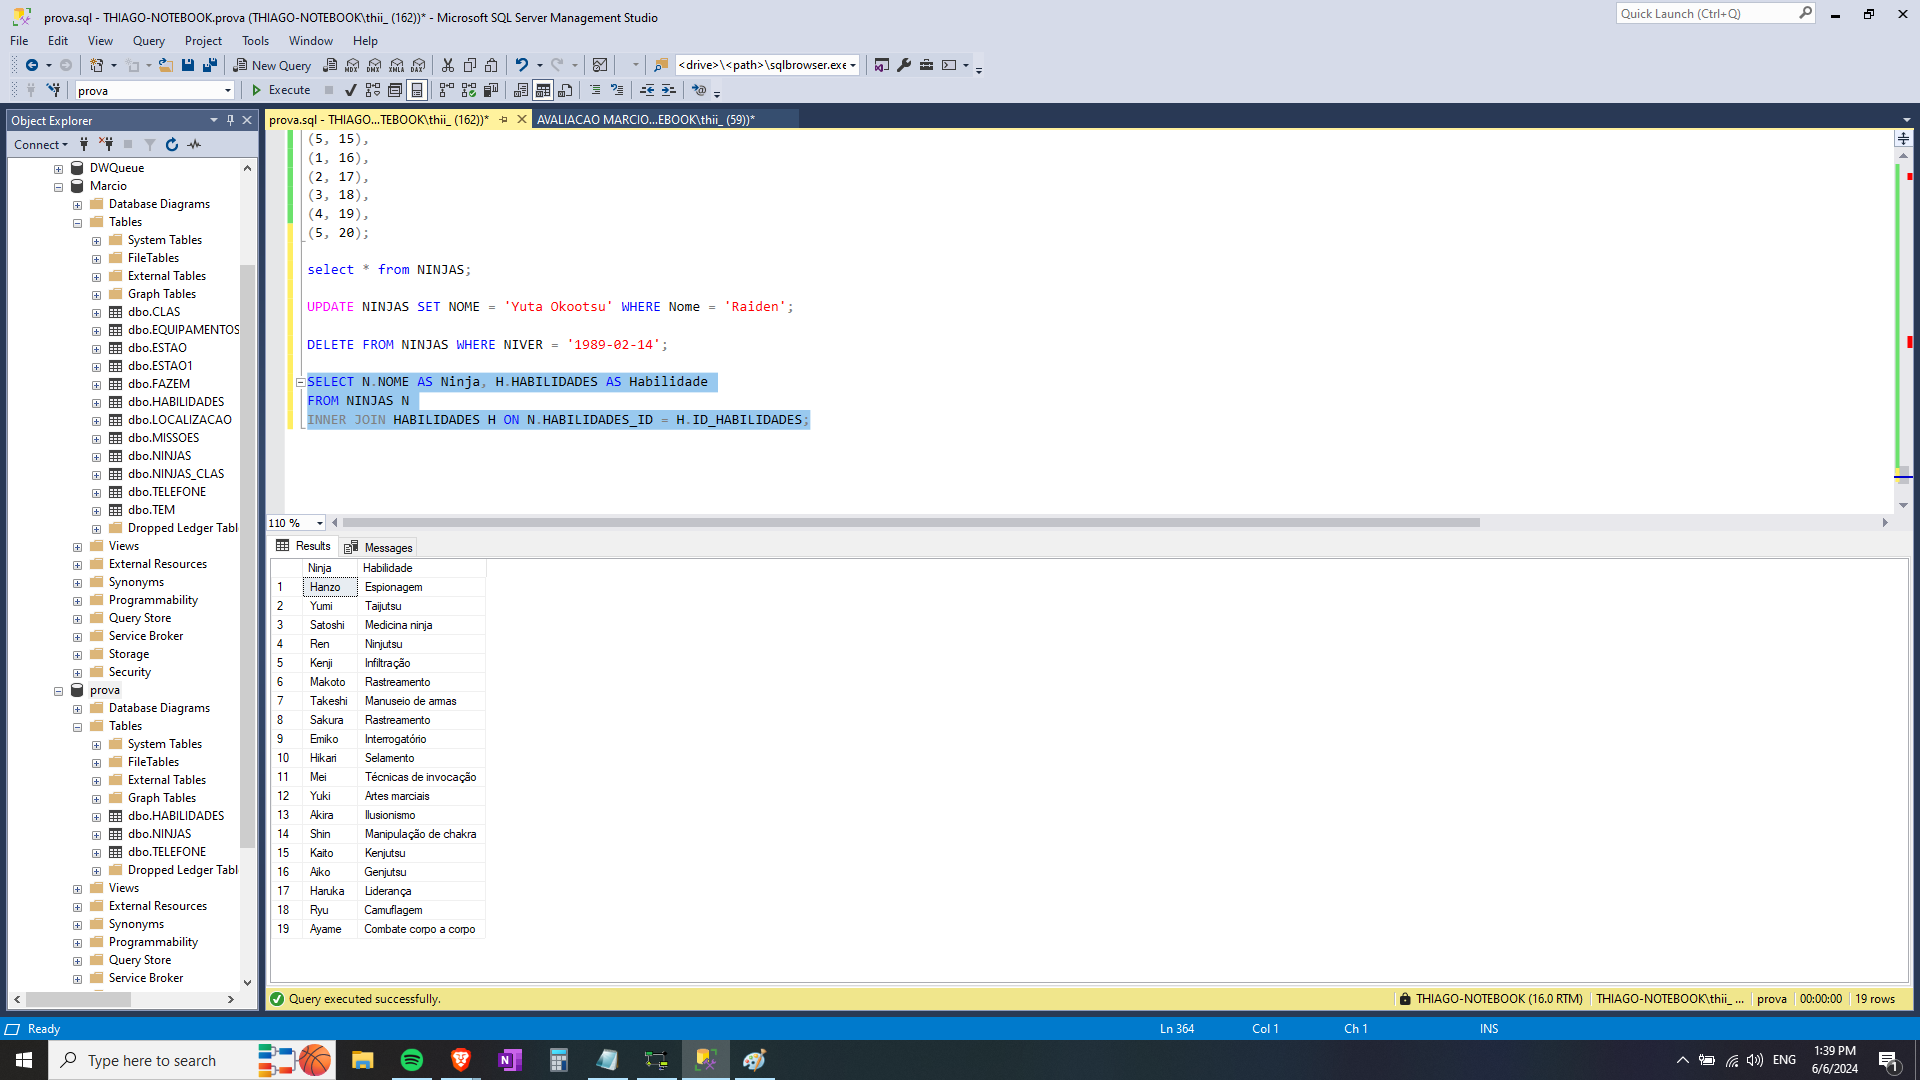 prova.sql - THIAGO-NOTEBOOK.prova (THIAGO-NOTEBOOK\thii_ (162))* - Microsoft SQL Server Management Studio
Quick Launch (Ctrl+Q)
File Edit View Query Project Tools Window Help
New Query
MDX DMX XMLA DAX
<drive>\<path>\sqlbrowser.exe
prova
Execute
Object Explorer
prova.sql - THIAGO...TEBOOK\thii_ (162))*
AVALIACAO MARCIO...EBOOK\thii_ (59))*
Connect
DWQueue
Marcio
Database Diagrams
Tables
System Tables
FileTables
External Tables
Graph Tables
dbo.CLAS
dbo.EQUIPAMENTOS
dbo.ESTAO
dbo.ESTAO1
dbo.FAZEM
dbo.HABILIDADES
dbo.LOCALIZACAO
dbo.MISSOES
dbo.NINJAS
dbo.NINJAS_CLAS
dbo.TELEFONE
dbo.TEM
Dropped Ledger Tabl
Views
External Resources
Synonyms
Programmability
Query Store
Service Broker
Storage
Security
prova
Database Diagrams
Tables
System Tables
FileTables
External Tables
Graph Tables
dbo.HABILIDADES
dbo.NINJAS
dbo.TELEFONE
Dropped Ledger Tabl
Views
External Resources
Synonyms
Programmability
Query Store
Service Broker
(5, 15),
(1, 16),
(2, 17),
(3, 18),
(4, 19),
(5, 20);
select * from NINJAS;
UPDATE NINJAS SET NOME = 'Yuta Okootsu' WHERE Nome = 'Raiden';
DELETE FROM NINJAS WHERE NIVER = '1989-02-14';
SELECT N.NOME AS Ninja, H.HABILIDADES AS Habilidade
FROM NINJAS N
INNER JOIN HABILIDADES H ON N.HABILIDADES_ID = H.ID_HABILIDADES;
110 %
Results Messages
Ninja Habilidade
1 Hanzo Espionagem
2 Yumi Taijutsu
3 Satoshi Medicina ninja
4 Ren Ninjutsu
5 Kenji Infiltração
6 Makoto Rastreamento
7 Takeshi Manuseio de armas
8 Sakura Rastreamento
9 Emiko Interrogatório
10 Hikari Selamento
11 Mei Técnicas de invocação
12 Yuki Artes marciais
13 Akira Ilusionismo
14 Shin Manipulação de chakra
15 Kaito Kenjutsu
16 Aiko Genjutsu
17 Haruka Liderança
18 Ryu Camuflagem
19 Ayame Combate corpo a corpo
Query executed successfully.
THIAGO-NOTEBOOK (16.0 RTM) THIAGO-NOTEBOOK\thii_ ... prova 00:00:00 19 rows
Ready
Ln 364 Col 1 Ch 1 INS
Type here to search
ENG
1:39 PM
6/6/2024
1